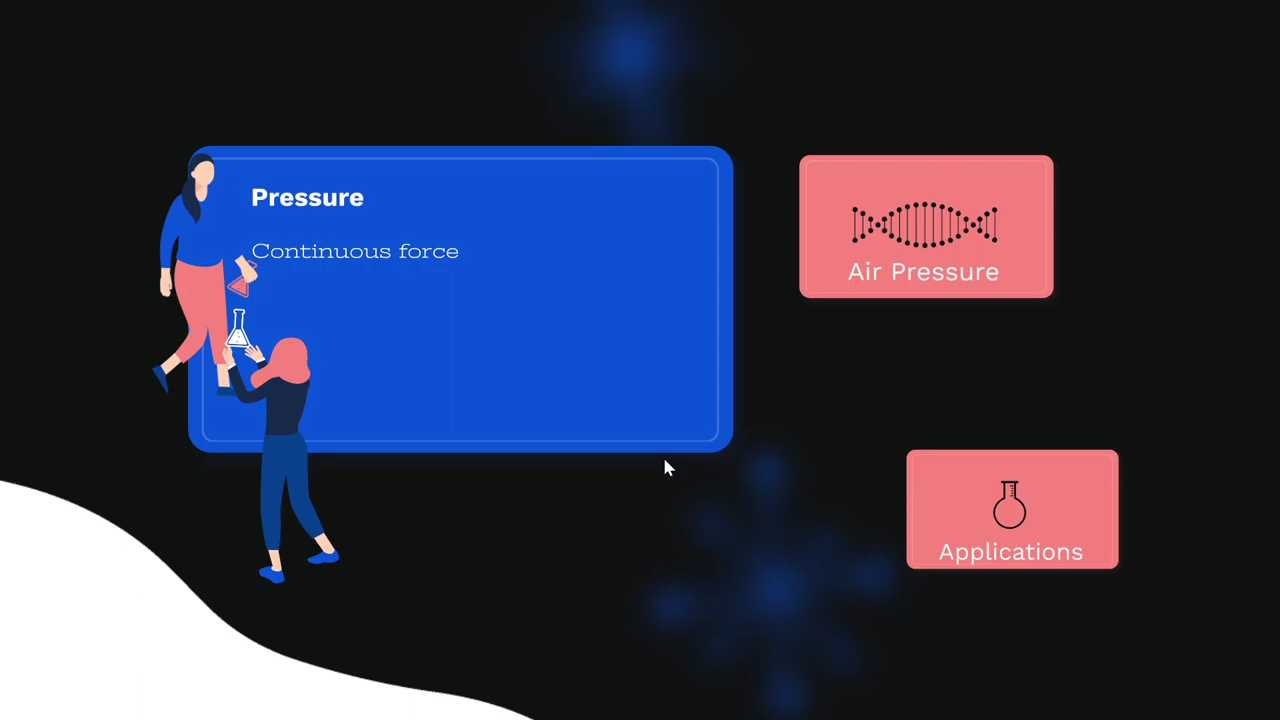 Pressure
Continuous force
Air Pressure
Applications